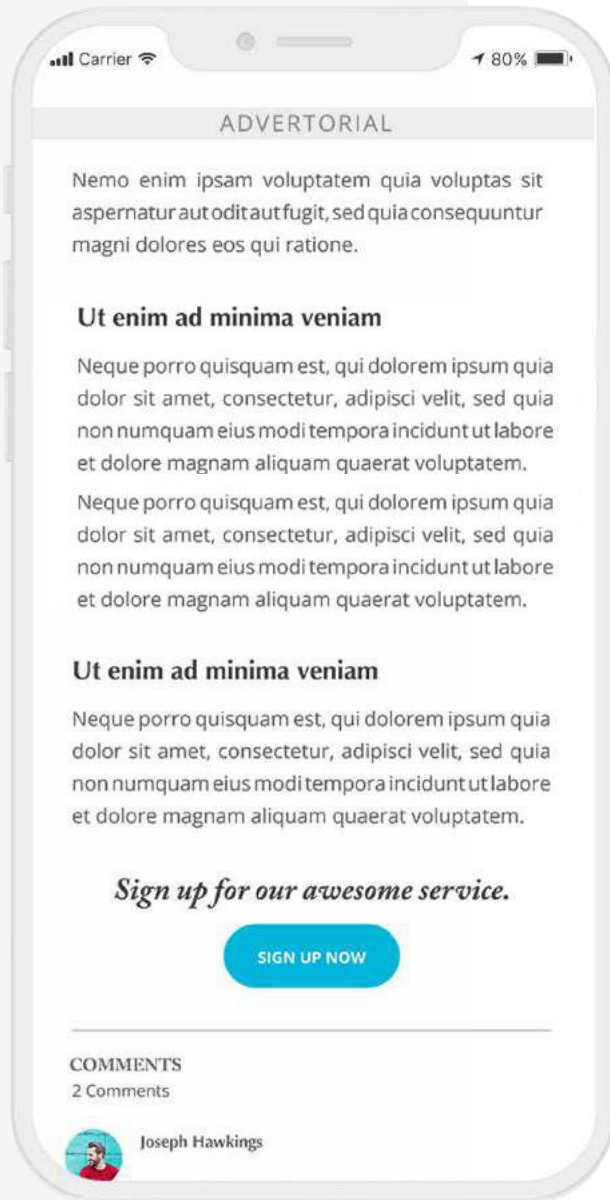 Carrier 80%
ADVERTORIAL
Nemo enim ipsam voluptatem quia voluptas sit
aspernatur aut odit aut fugit, sed quia consequuntur
magni dolores eos qui ratione.
Ut enim ad minima veniam
Neque porro quisquam est, qui dolorem ipsum quia
dolor sit amet, consectetur, adipisci velit, sed quia
non numquam eius modi tempora incidunt ut labore
et dolore magnam aliquam quaerat voluptatem.
Neque porro quisquam est, qui dolorem ipsum quia
dolor sit amet, consectetur, adipisci velit, sed quia
non numquam eius modi tempora incidunt ut labore
et dolore magnam aliquam quaerat voluptatem.
Ut enim ad minima veniam
Neque porro quisquam est, qui dolorem ipsum quia
dolor sit amet, consectetur, adipisci velit, sed quia
non numquam eius modi tempora incidunt ut labore
et dolore magnam aliquam quaerat voluptatem.
Sign up for our awesome service.
SIGN UP NOW
COMMENTS
2 Comments
Joseph Hawkings